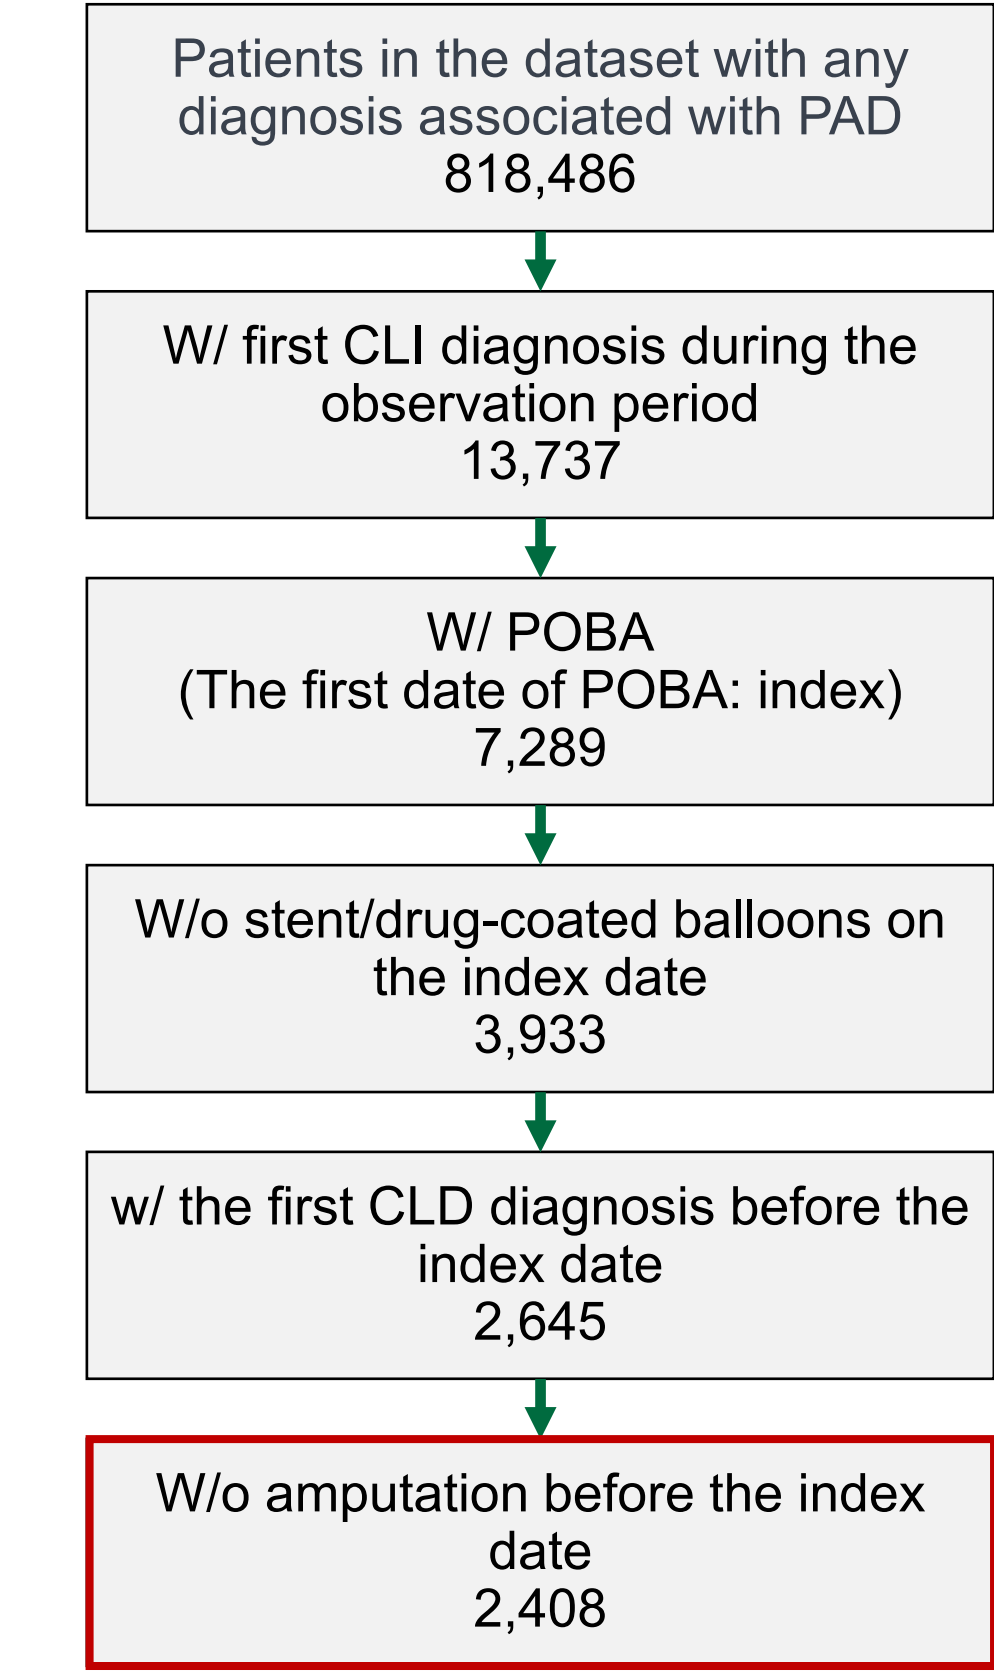 Patients in the dataset with any
diagnosis associated with PAD
818,486
W/ first CLI diagnosis during the
observation period
13,737
W/ POBA
(The first date of POBA: index)
7,289
W/o stent/drug-coated balloons on
the index date
3,933
w/ the first CLD diagnosis before the
index date
2,645
W/o amputation before the index
date
2,408